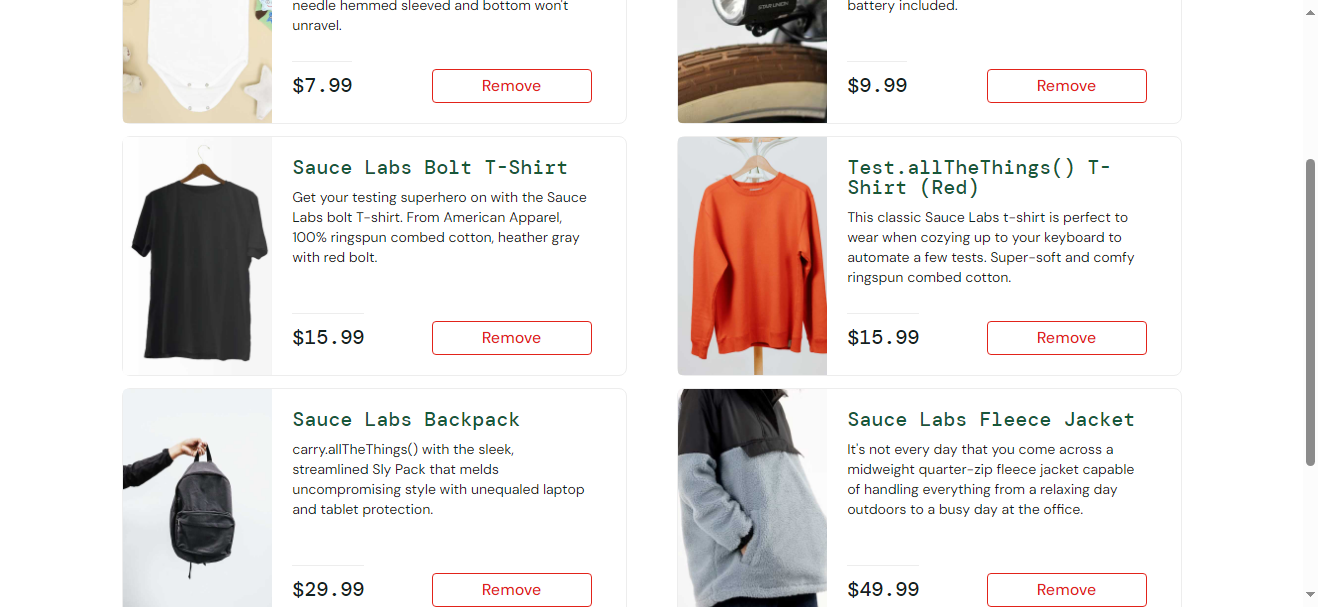 needle hemmed sleeved and bottom won't
unravel.
$7.99
Remove
battery included.
STAR UNION
$9.99
Remove
Sauce Labs Bolt T-Shirt
Get your testing superhero on with the Sauce
Labs bolt T-shirt. From American Apparel,
100% ringspun combed cotton, heather gray
with red bolt.
$15.99
Remove
Test.allTheThings() T-
Shirt (Red)
This classic Sauce Labs t-shirt is perfect to
wear when cozying up to your keyboard to
automate a few tests. Super-soft and comfy
ringspun combed cotton.
$15.99
Remove
Sauce Labs Backpack
carry.allTheThings() with the sleek,
streamlined Sly Pack that melds
uncompromising style with unequaled laptop
and tablet protection.
$29.99
Remove
Sauce Labs Fleece Jacket
It's not every day that you come across a
midweight quarter-zip fleece jacket capable
of handling everything from a relaxing day
outdoors to a busy day at the office.
$49.99
Remove